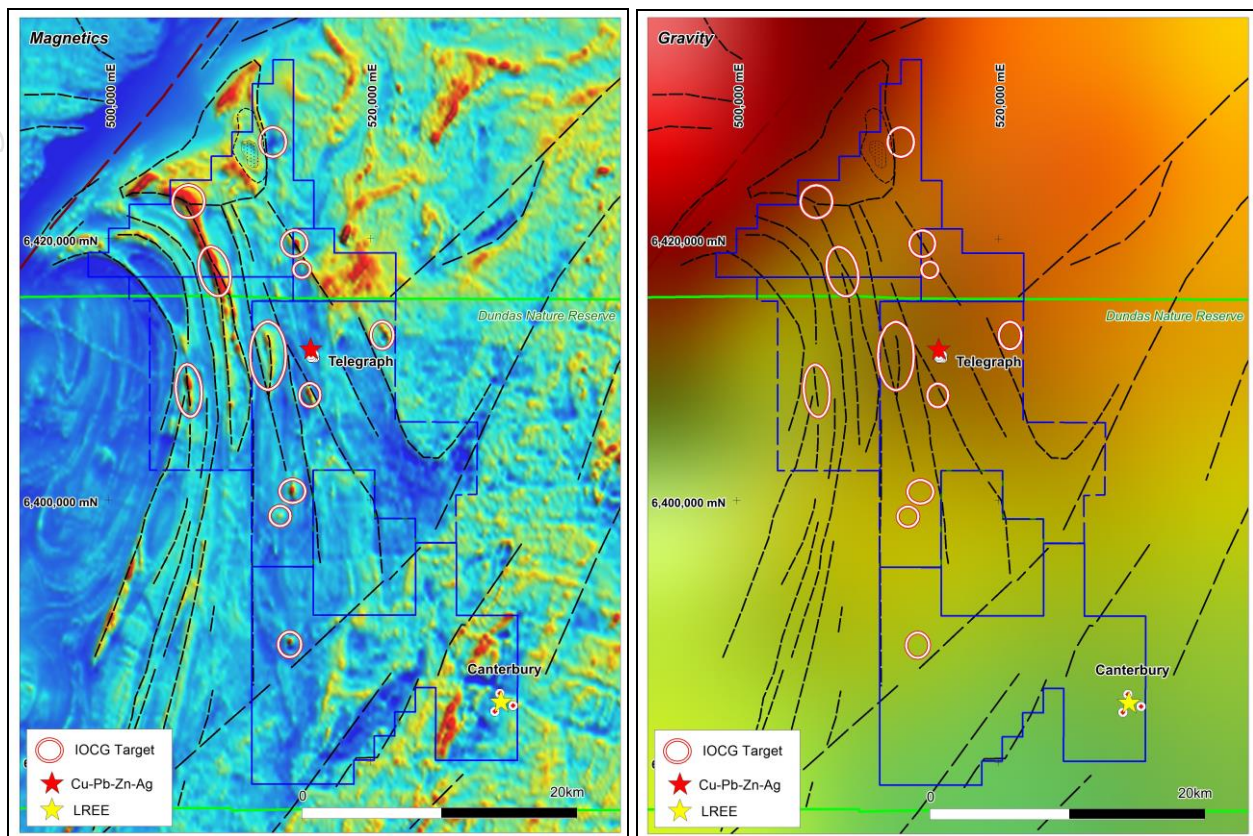 Magnetics
500,000 mE
520,000 mE
6,420,000 mN
Dundas Nature Reserve
Telegraph
6,400,000 mN
Canterbury
IOCG Target
Cu-Pb-Zn-Ag
LREE
0
20km
Gravity
500,000 mE
520,000 mE
6,420,000 mN
Dundas Nature Reserve
Telegraph
6,400,000 mN
Canterbury
IOCG Target
Cu-Pb-Zn-Ag
LREE
0
20km